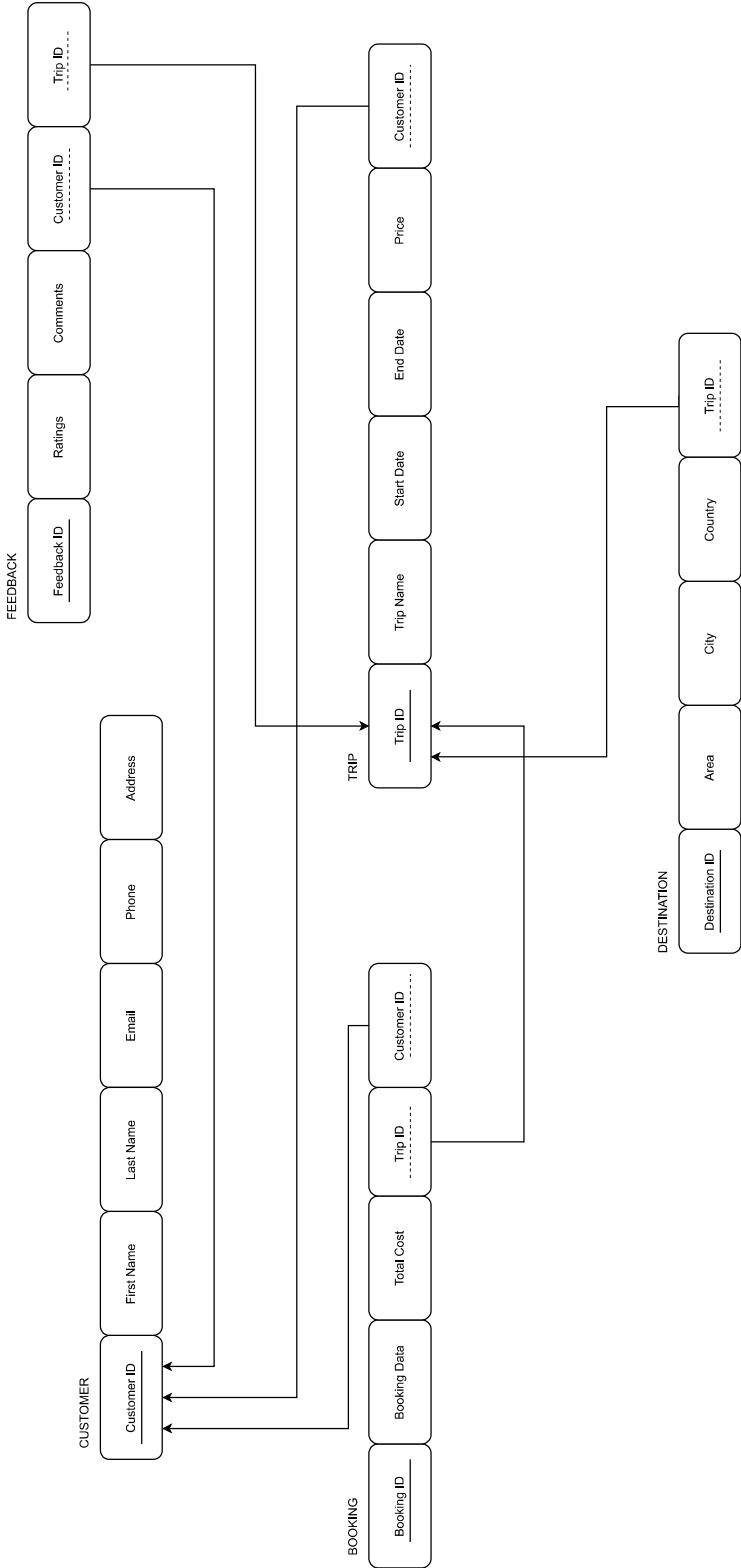 CUSTOMER
Customer ID
First Name
Last Name
Email
Phone
Address
FEEDBACK
Feedback ID
Ratings
Comments
Customer ID
Trip ID
BOOKING
Booking ID
Booking Data
Total Cost
Trip ID
Customer ID
TRIP
Trip ID
Trip Name
Start Date
End Date
Price
Customer ID
DESTINATION
Destination ID
Area
City
Country
Trip ID